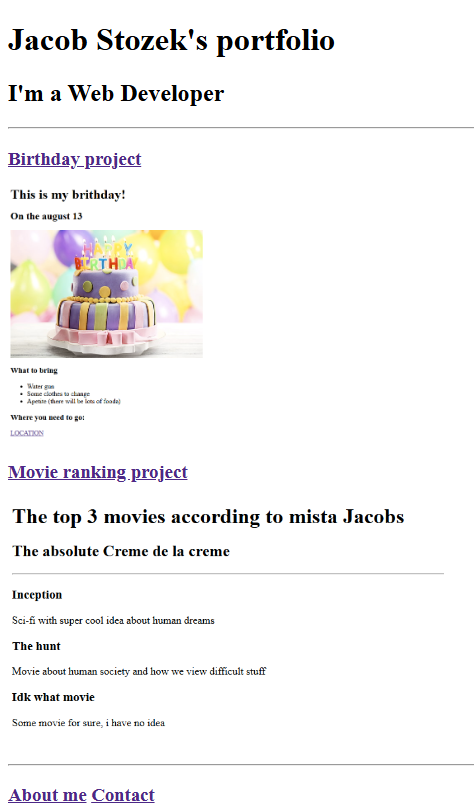 Jacob Stozek's portfolio
I'm a Web Developer
Birthday project
This is my brithday!
On the august 13
HAPPY
BIRTHDAY
What to bring
Water gun
Some clothes to change
Apetite (there will be lots of foods)
Where you need to go:
LOCATION
Movie ranking project
The top 3 movies according to mista Jacobs
The absolute Creme de la creme
Inception
Sci-fi with super cool idea about human dreams
The hunt
Movie about human society and how we view difficult stuff
Idk what movie
Some movie for sure, i have no idea
About me Contact